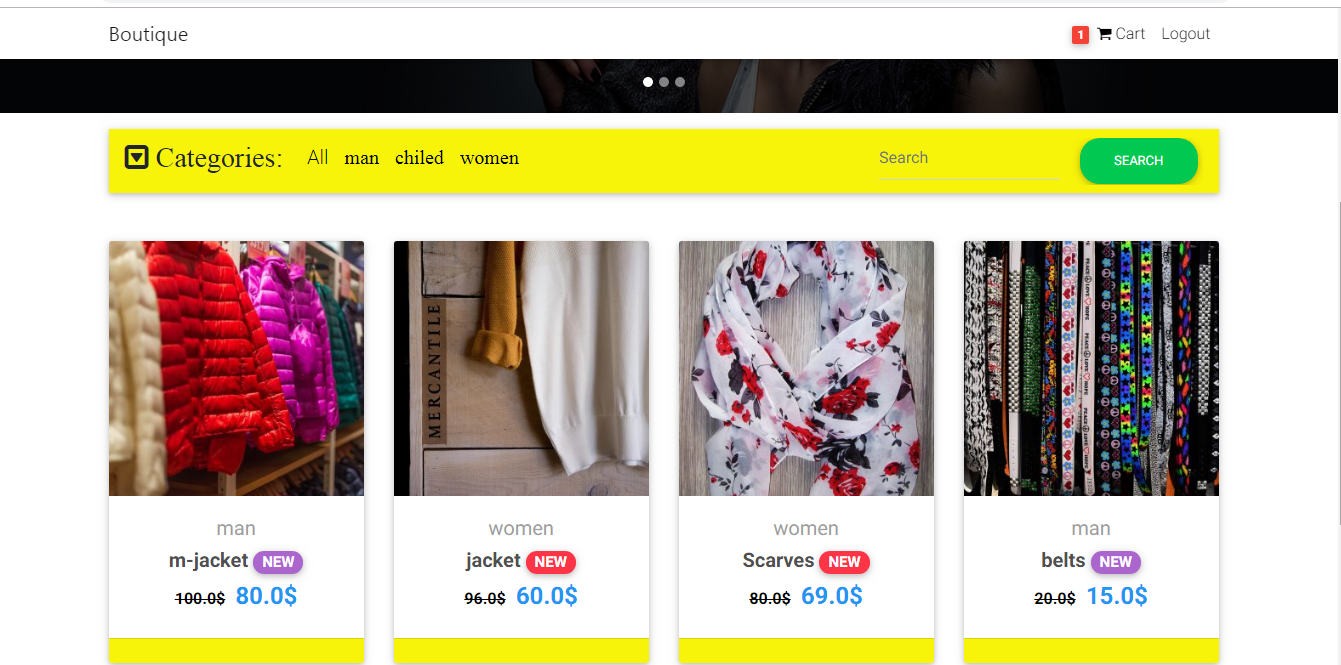 Boutique
1 Cart Logout
Categories: All man chiled women Search SEARCH
MERCANTILE
man
m-jacket NEW
100.0$ 80.0$
women
jacket NEW
96.0$ 60.0$
women
Scarves NEW
80.0$ 69.0$
man
belts NEW
20.0$ 15.0$